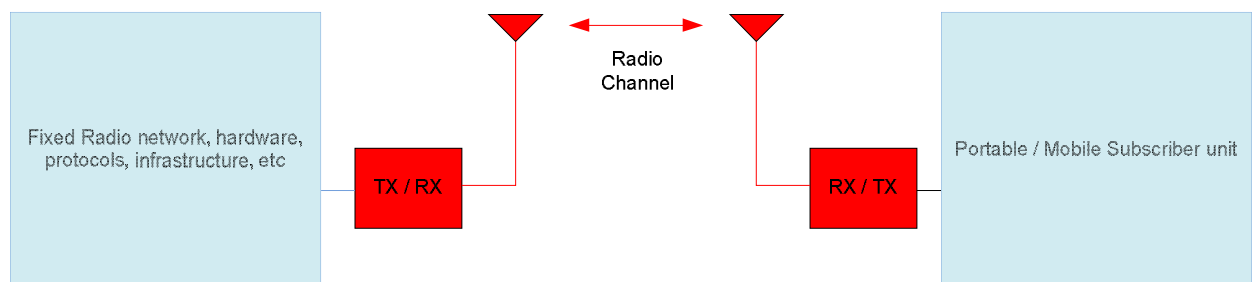 Radio
Channel
Fixed Radio network, hardware,
protocols, infrastructure, etc
TX / RX
RX / TX
Portable / Mobile Subscriber unit